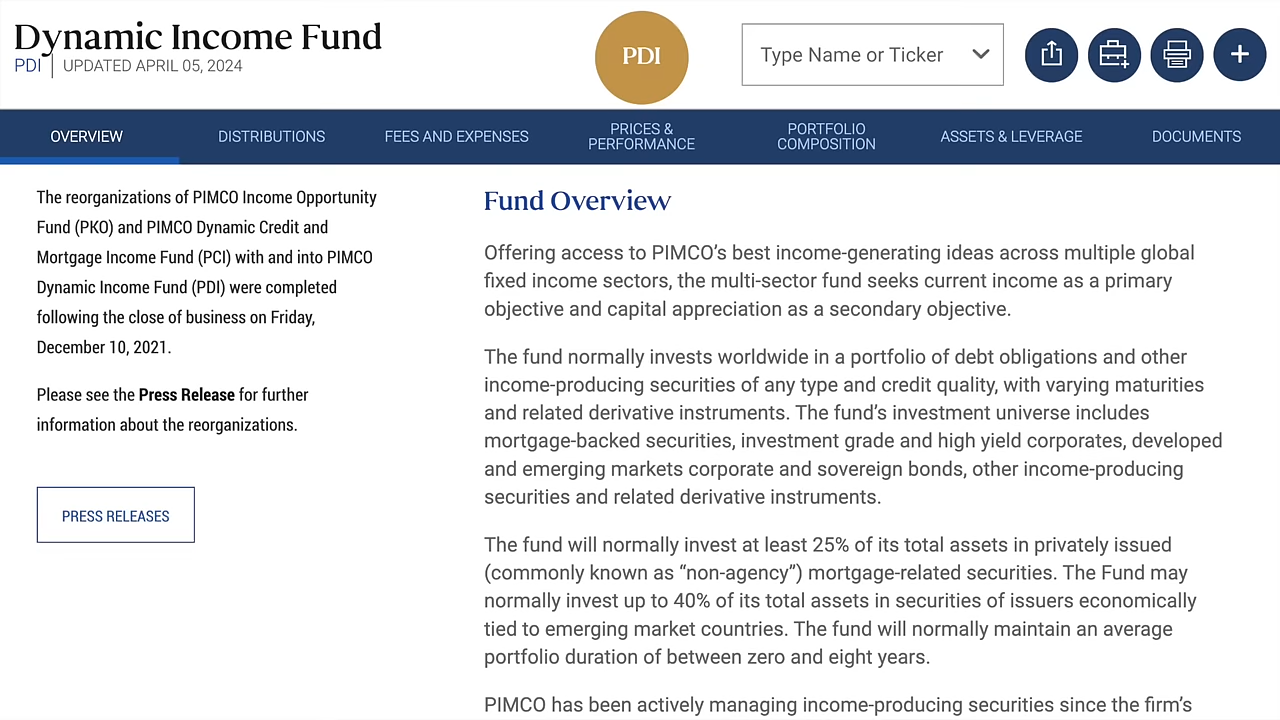 Dynamic Income Fund
PDI
UPDATED APRIL 05, 2024
PDI
Type Name or Ticker
OVERVIEW
DISTRIBUTIONS
FEES AND EXPENSES
PRICES &
PERFORMANCE
PORTFOLIO
COMPOSITION
ASSETS & LEVERAGE
DOCUMENTS
The reorganizations of PIMCO Income Opportunity
Fund (PKO) and PIMCO Dynamic Credit and
Mortgage Income Fund (PCI) with and into PIMCO
Dynamic Income Fund (PDI) were completed
following the close of business on Friday,
December 10, 2021.
Please see the Press Release for further
information about the reorganizations.
PRESS RELEASES
Fund Overview
Offering access to PIMCO’s best income-generating ideas across multiple global
fixed income sectors, the multi-sector fund seeks current income as a primary
objective and capital appreciation as a secondary objective.
The fund normally invests worldwide in a portfolio of debt obligations and other
income-producing securities of any type and credit quality, with varying maturities
and related derivative instruments. The fund’s investment universe includes
mortgage-backed securities, investment grade and high yield corporates, developed
and emerging markets corporate and sovereign bonds, other income-producing
securities and related derivative instruments.
The fund will normally invest at least 25% of its total assets in privately issued
(commonly known as “non-agency”) mortgage-related securities. The Fund may
normally invest up to 40% of its total assets in securities of issuers economically
tied to emerging market countries. The fund will normally maintain an average
portfolio duration of between zero and eight years.
PIMCO has been actively managing income-producing securities since the firm’s